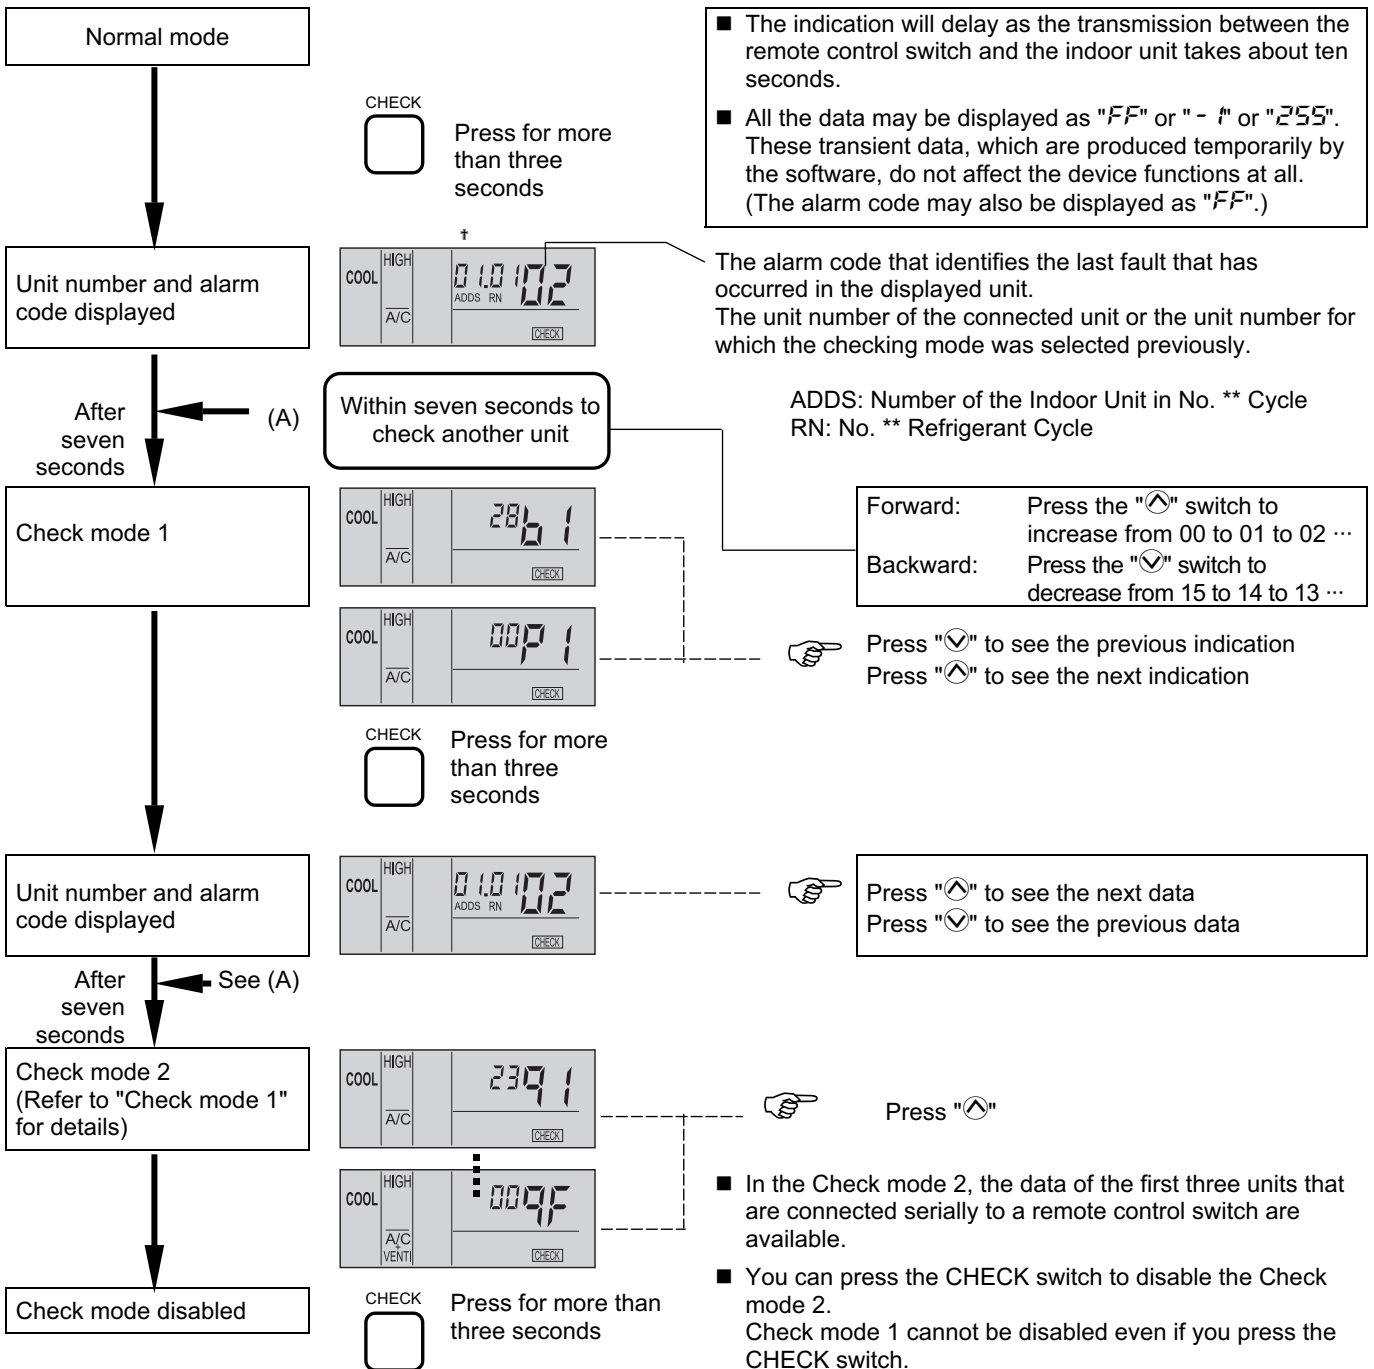 Normal mode
■ The indication will delay as the transmission between the
remote control switch and the indoor unit takes about ten
seconds.
■ All the data may be displayed as "FF" or "- 1" or "255".
These transient data, which are produced temporarily by
the software, do not affect the device functions at all.
(The alarm code may also be displayed as "FF".)
CHECK
Press for more
than three
seconds
Unit number and alarm
code displayed
†
COOL HIGH A/C 01.01 02 ADDS RN CHECK
The alarm code that identifies the last fault that has
occurred in the displayed unit.
The unit number of the connected unit or the unit number for
which the checking mode was selected previously.
After
seven
seconds
(A)
Within seven seconds to
check another unit
ADDS: Number of the Indoor Unit in No. ** Cycle
RN: No. ** Refrigerant Cycle
Check mode 1
COOL HIGH A/C 28 b1 CHECK
Forward: Press the "⌃" switch to
increase from 00 to 01 to 02 ···
Backward: Press the "⌄" switch to
decrease from 15 to 14 to 13 ···
COOL HIGH A/C 00 P1 CHECK
Press "⌄" to see the previous indication
Press "⌃" to see the next indication
CHECK
Press for more
than three
seconds
Unit number and alarm
code displayed
COOL HIGH A/C 01.01 02 ADDS RN CHECK
Press "⌃" to see the next data
Press "⌄" to see the previous data
After
seven
seconds
See (A)
Check mode 2
(Refer to "Check mode 1"
for details)
COOL HIGH A/C 23 q1 CHECK
Press "⌃"
COOL HIGH A/C + VENTI 00 qF CHECK
■ In the Check mode 2, the data of the first three units that
are connected serially to a remote control switch are
available.
■ You can press the CHECK switch to disable the Check
mode 2.
Check mode 1 cannot be disabled even if you press the
CHECK switch.
Check mode disabled
CHECK
Press for more than
three seconds